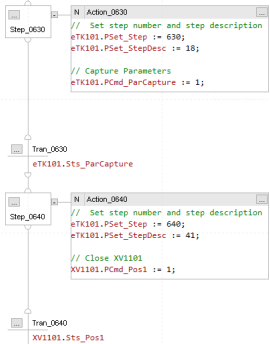 ...
Step_0630
N Action_0630 ...
//  Set step number and step description
eTK101.PSet_Step := 630;
eTK101.PSet_StepDesc := 18;
// Capture Parameters
eTK101.PCmd_ParCapture := 1;
... Tran_0630
eTK101.Sts_ParCapture
...
Step_0640
N Action_0640 ...
//  Set step number and step description
eTK101.PSet_Step := 640;
eTK101.PSet_StepDesc := 41;
// Close XV1101
XV1101.PCmd_Pos1 := 1;
... Tran_0640
XV1101.Sts_Pos1